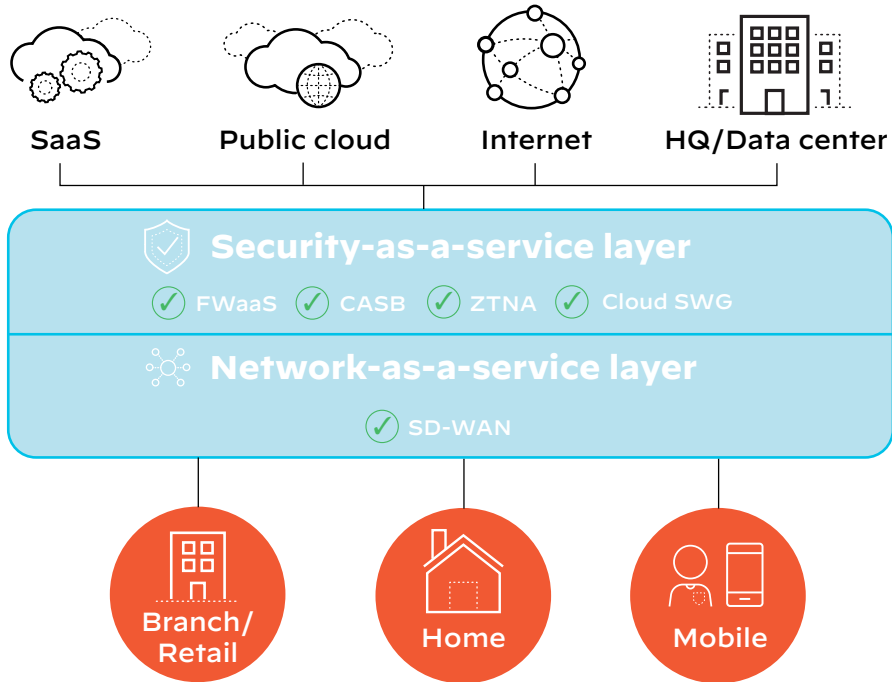 SaaS
Public cloud
Internet
HQ/Data center
Security-as-a-service layer
FWaaS
CASB
ZTNA
Cloud SWG
Network-as-a-service layer
SD-WAN
Branch/
Retail
Home
Mobile